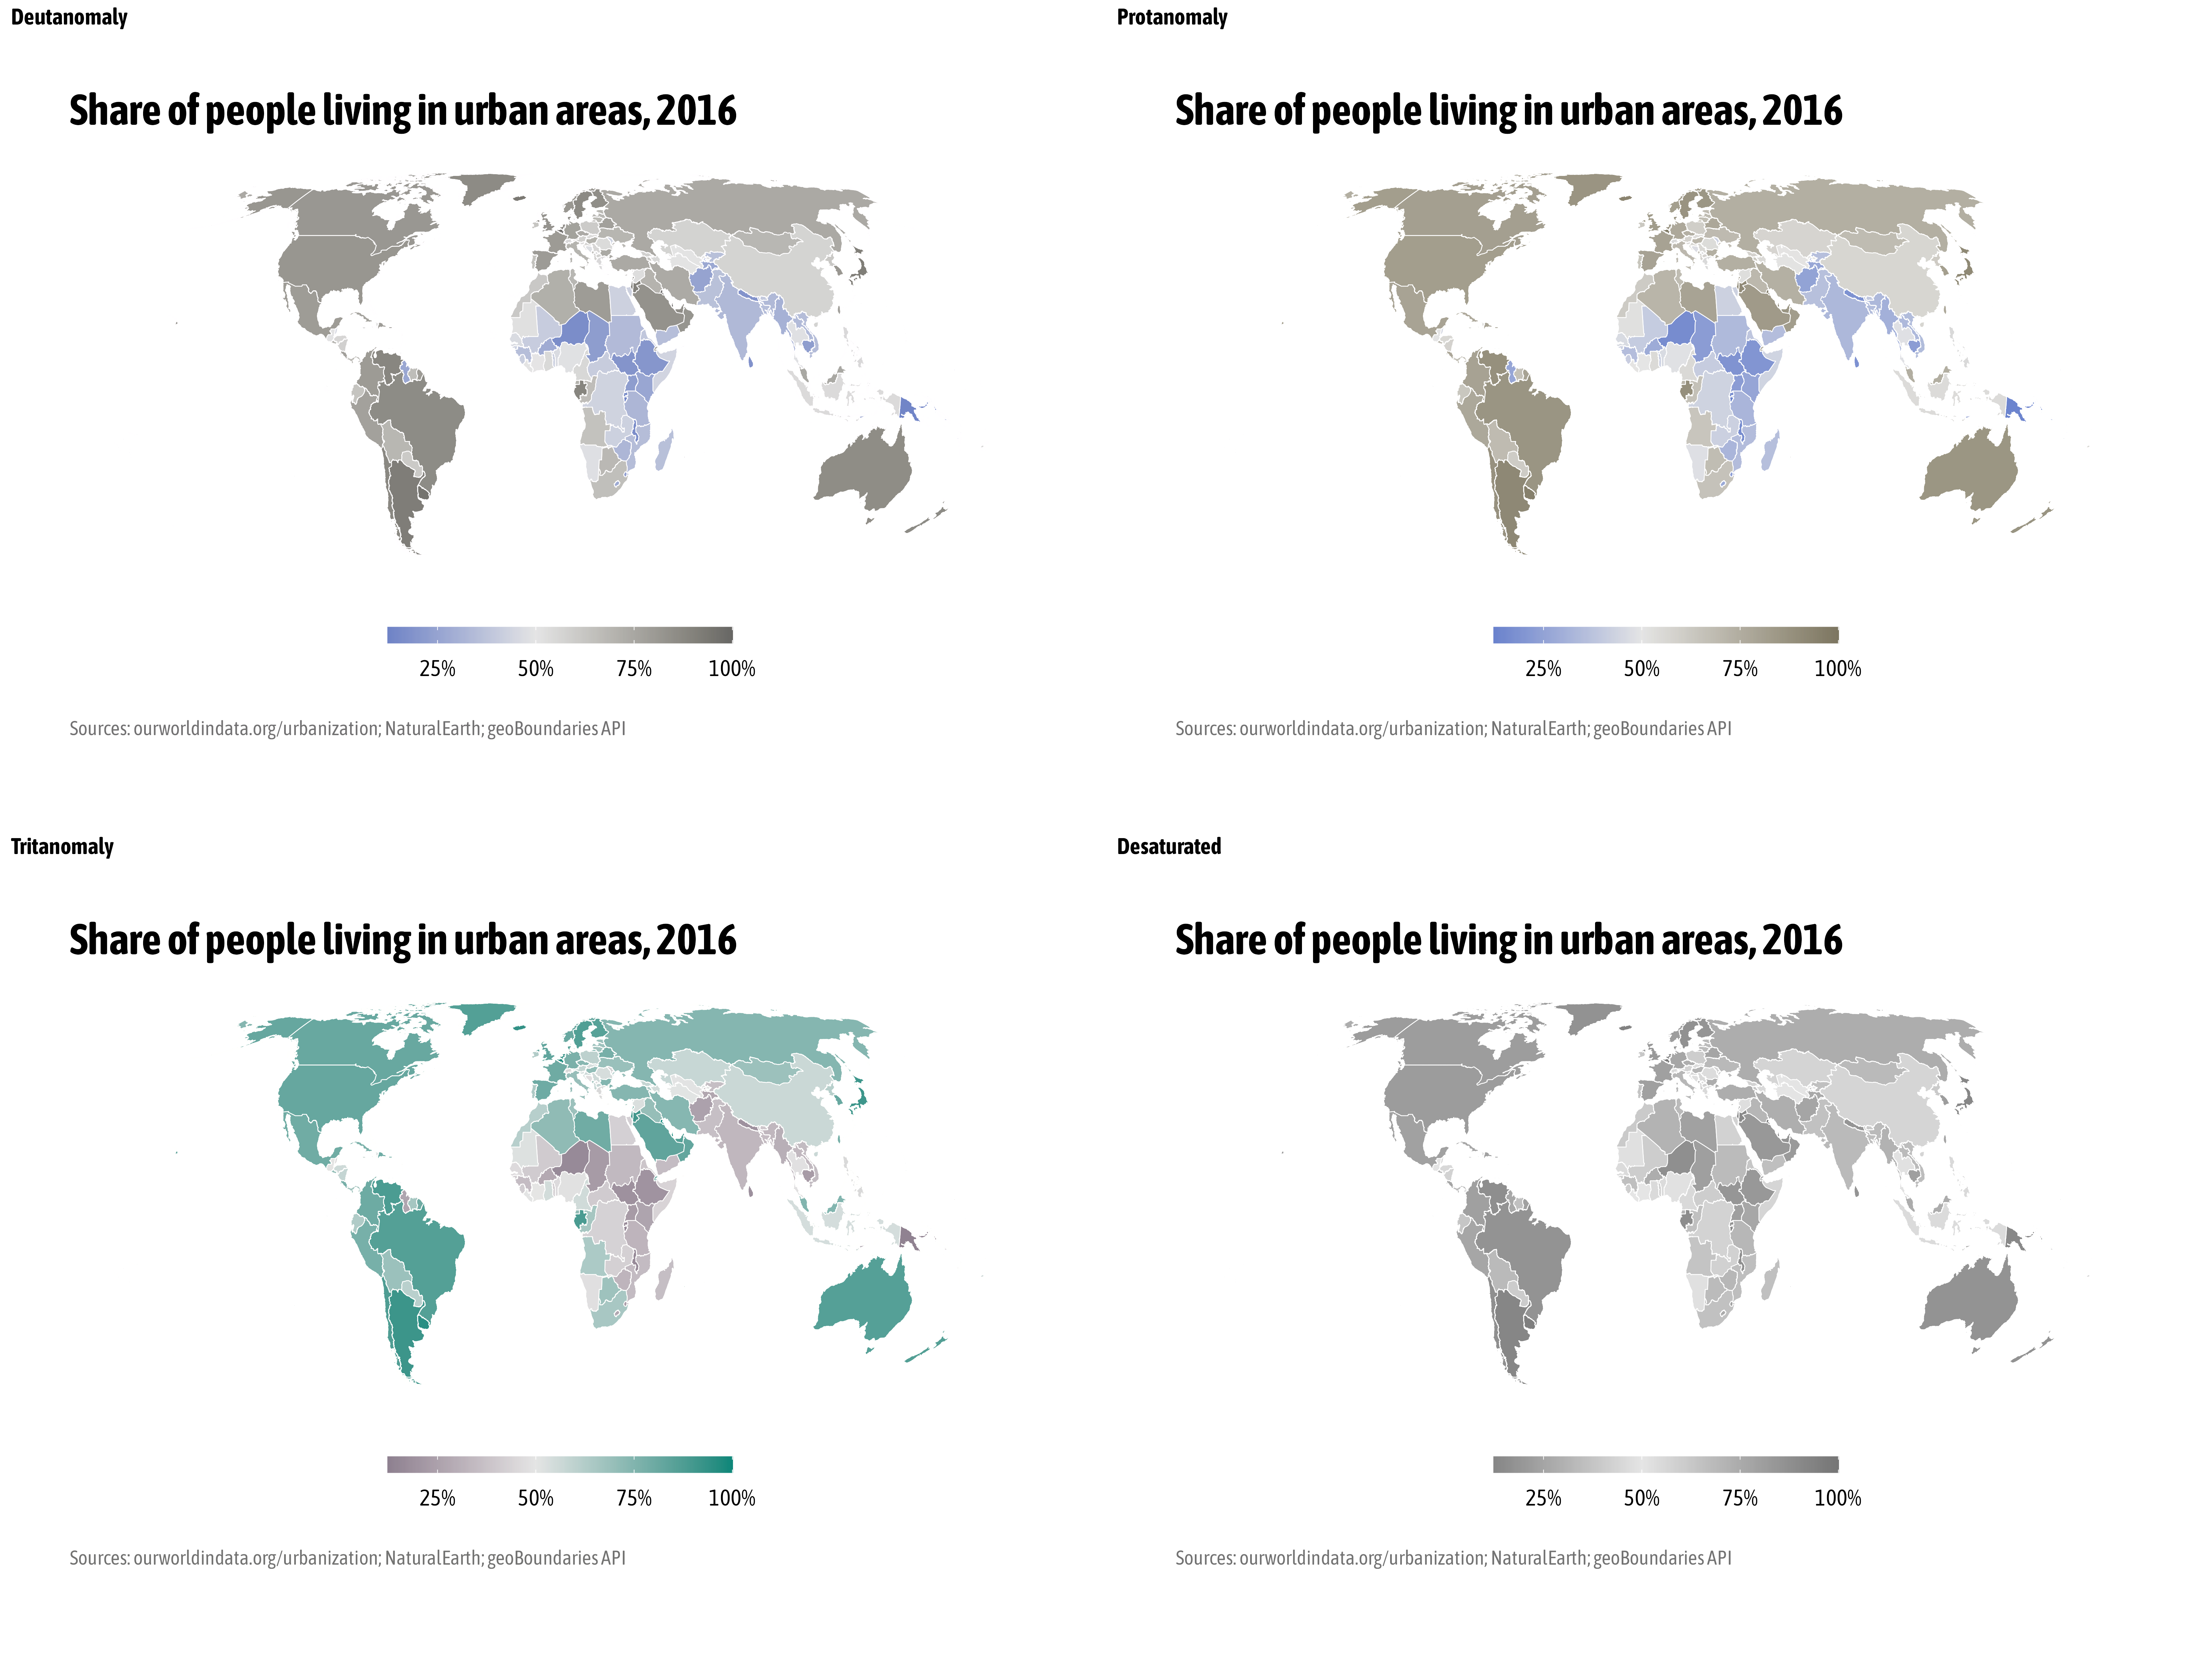 Deutanomaly
Share of people living in urban areas, 2016
25% 50% 75% 100%
Sources: ourworldindata.org/urbanization; NaturalEarth; geoBoundaries API
Protanomaly
Share of people living in urban areas, 2016
25% 50% 75% 100%
Sources: ourworldindata.org/urbanization; NaturalEarth; geoBoundaries API
Tritanomaly
Share of people living in urban areas, 2016
25% 50% 75% 100%
Sources: ourworldindata.org/urbanization; NaturalEarth; geoBoundaries API
Desaturated
Share of people living in urban areas, 2016
25% 50% 75% 100%
Sources: ourworldindata.org/urbanization; NaturalEarth; geoBoundaries API